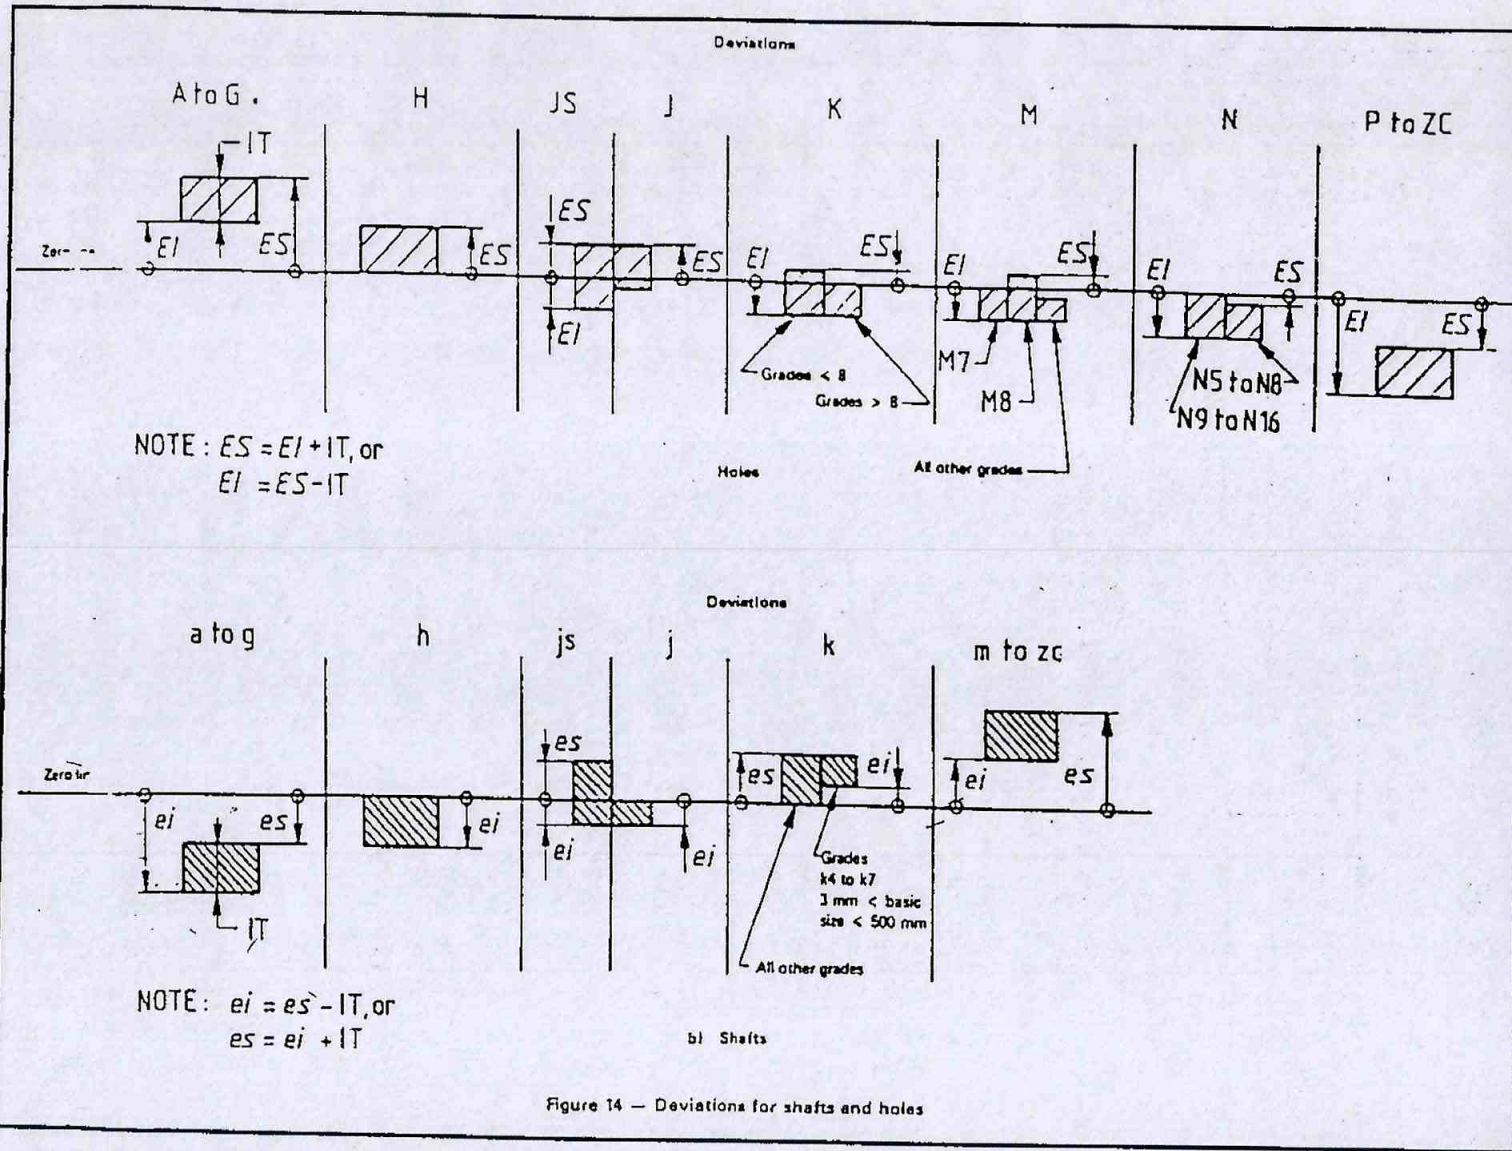 Deviations
A to G.
H
JS
J
K
M
N
P to ZC
IT
ES
EI
ES
ES
EI
ES
EI
ES
EI
ES
EI
ES
EI
ES
Grades < 8
Grades > 8
M7
M8
All other grades
N5 to N8
N9 to N16
NOTE: ES = EI + IT, or
EI = ES - IT
Holes
Deviations
a to g
h
js
j
k
m to zc
ei
es
IT
ei
es
ei
ei
es
ei
ei
es
Zero
Grades
k4 to k7
3 mm < basic
size < 500 mm
All other grades
NOTE: ei = es - IT, or
es = ei + IT
b) Shafts
Figure 14 — Deviations for shafts and holes